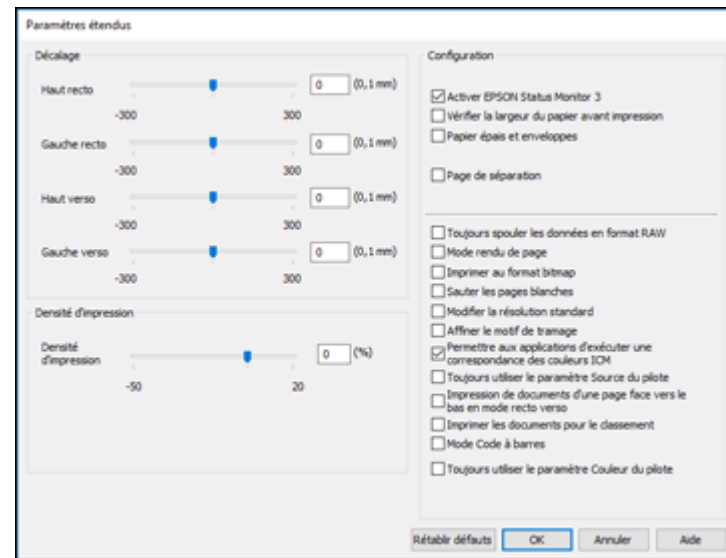 Paramètres étendus
Décalage
Haut recto
0
(0,1 mm)
-300
300
Gauche recto
0
(0,1 mm)
-300
300
Haut verso
0
(0,1 mm)
-300
300
Gauche verso
0
(0,1 mm)
-300
300
Densité d'impression
Densité
d'impression
0
(%)
-50
20
Configuration
Activer EPSON Status Monitor 3
Vérifier la largeur du papier avant impression
Papier épais et enveloppes
Page de séparation
Toujours spouler les données en format RAW
Mode rendu de page
Imprimer au format bitmap
Sauter les pages blanches
Modifier la résolution standard
Affiner le motif de tramage
Permettre aux applications d'exécuter une
correspondance des couleurs ICM
Toujours utiliser le paramètre Source du pilote
Impression de documents d'une page face vers le
bas en mode recto verso
Imprimer les documents pour le classement
Mode Code à barres
Toujours utiliser le paramètre Couleur du pilote
Rétablir défauts
OK
Annuler
Aide